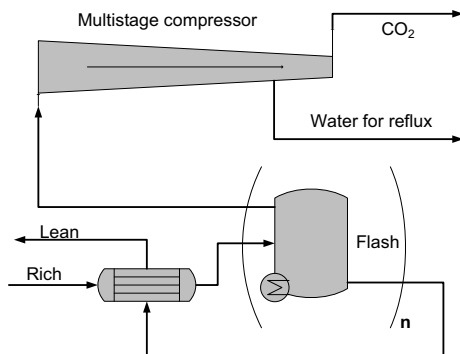 Multistage compressor
CO₂
Water for reflux
Lean
Flash
Rich
n